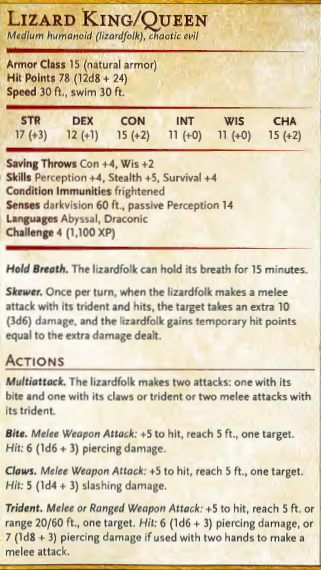 LIZARD KING/QUEEN
Medium humanoid (lizardfolk), chaotic evil
Armor Class 15 (natural armor)
Hit Points 78 (12d8 + 24)
Speed 30 ft., swim 30 ft.
STR DEX CON INT WIS CHA
17 (+3) 12 (+1) 15 (+2) 11 (+0) 11 (+0) 15 (+2)
Saving Throws Con +4, Wis +2
Skills Perception +4, Stealth +5, Survival +4
Condition Immunities frightened
Senses darkvision 60 ft., passive Perception 14
Languages Abyssal, Draconic
Challenge 4 (1,100 XP)
Hold Breath. The lizardfolk can hold its breath for 15 minutes.
Skewer. Once per turn, when the lizardfolk makes a melee
attack with its trident and hits, the target takes an extra 10
(3d6) damage, and the lizardfolk gains temporary hit points
equal to the extra damage dealt.
ACTIONS
Multiattack. The lizardfolk makes two attacks: one with its
bite and one with its claws or trident or two melee attacks with
its trident.
Bite. Melee Weapon Attack: +5 to hit, reach 5 ft., one target.
Hit: 6 (1d6 + 3) piercing damage.
Claws. Melee Weapon Attack: +5 to hit, reach 5 ft., one target.
Hit: 5 (1d4 + 3) slashing damage.
Trident. Melee or Ranged Weapon Attack: +5 to hit, reach 5 ft. or
range 20/60 ft., one target. Hit: 6 (1d6 + 3) piercing damage, or
7 (1d8 + 3) piercing damage if used with two hands to make a
melee attack.